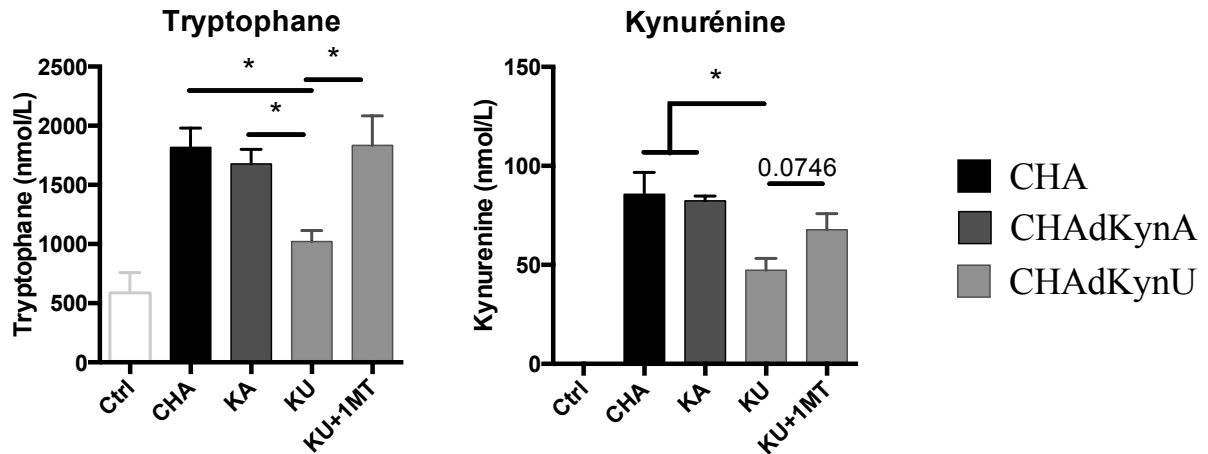 Tryptophane
Tryptophane (nmol/L)
2500
2000
1500
1000
500
0
*
*
*
Ctrl
CHA
KA
KU
KU+1MT
Kynurénine
Kynurenine (nmol/L)
150
100
50
0
*
0.0746
Ctrl
CHA
KA
KU
KU+1MT
CHA
CHAdKynA
CHAdKynU